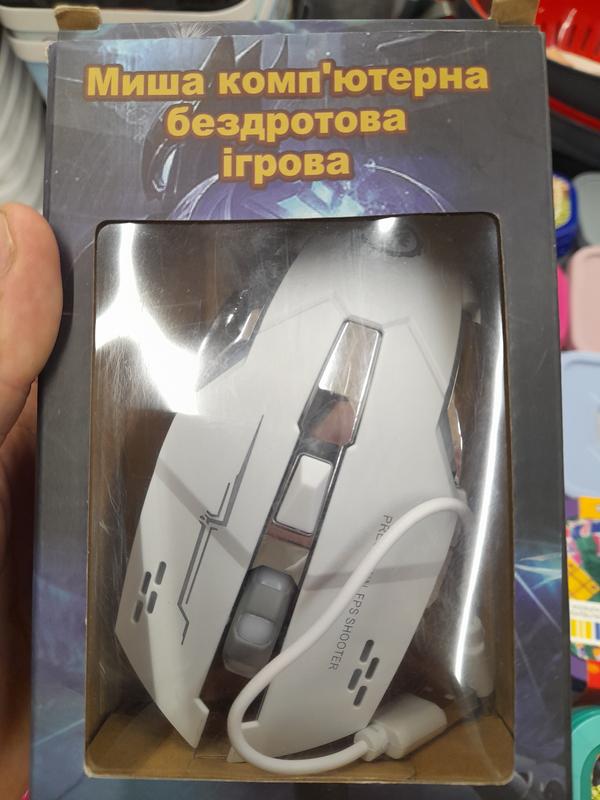 Миша комп'ютерна
бездротова
ігрова
FPS SHOOTER